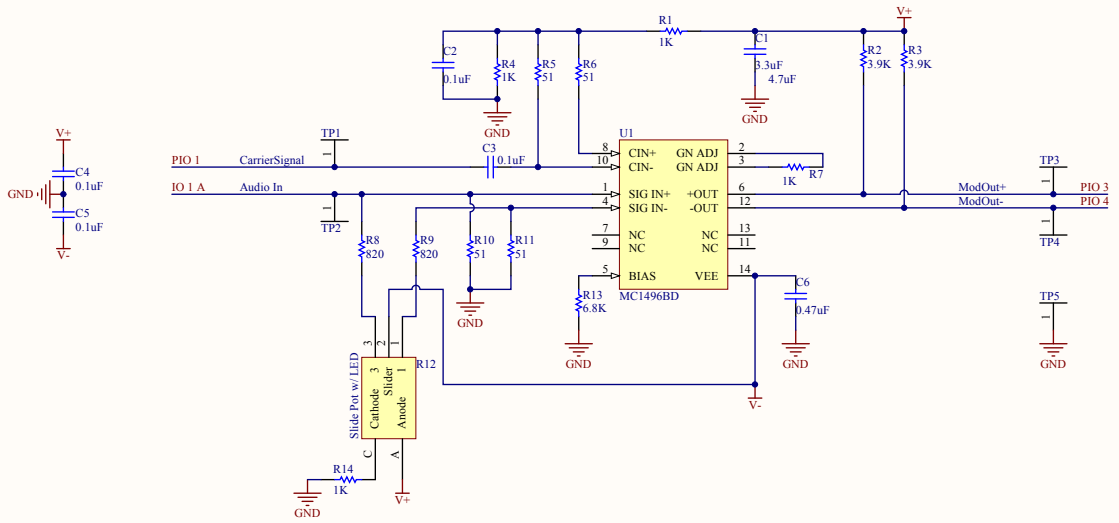 R1
1K
V+
C2
0.1uF
R4
1K
R5
51
R6
51
C1
3.3uF
4.7uF
R2
3.9K
R3
3.9K
GND
GND
V+
C4
0.1uF
GND
C5
0.1uF
V-
TP1
1
PIO 1 CarrierSignal
C3
0.1uF
IO 1 A Audio In
1
TP2
U1
8 CIN+ GN ADJ 2
10 CIN- GN ADJ 3
1 SIG IN+ +OUT 6
4 SIG IN- -OUT 12
7 NC NC 13
9 NC NC 11
5 BIAS VEE 14
MC1496BD
1K
R7
TP3
1
ModOut+ PIO 3
ModOut- PIO 4
1
TP4
R8
820
R9
820
R10
51
R11
51
GND
R13
6.8K
GND
C6
0.47uF
GND
TP5
1
GND
V-
3
2
1
R12
Slide Pot w/ LED
3
Slider
1
Cathode
Anode
C
A
R14
1K
GND
V+